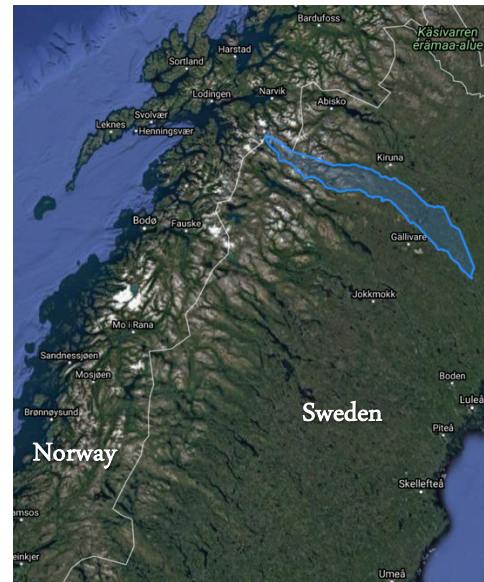 Bardufoss
Käsivarren
erämaa-alue
Harstad
Sortland
Lødingen
Narvik
Abisko
Svolvær
Leknes
Henningsvær
Kiruna
Bodø
Fauske
Gällivare
Jokkmokk
Mo i Rana
Sandnessjøen
Mosjøen
Boden
Luleå
Brønnøysund
Sweden
Piteå
Norway
Skellefteå
amsos
einkjer
Umeå